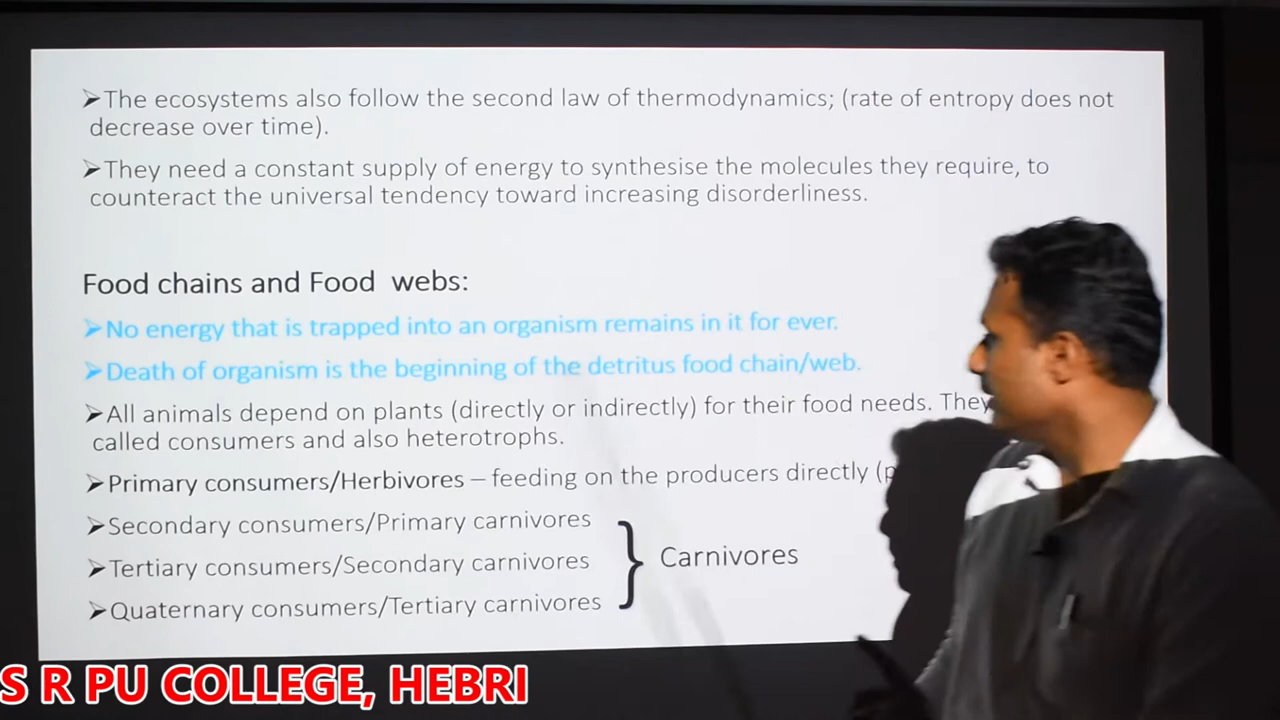 ➢The ecosystems also follow the second law of thermodynamics; (rate of entropy does not
decrease over time).
➢They need a constant supply of energy to synthesise the molecules they require, to
counteract the universal tendency toward increasing disorderliness.
Food chains and Food webs:
➢No energy that is trapped into an organism remains in it for ever.
➢Death of organism is the beginning of the detritus food chain/web.
➢All animals depend on plants (directly or indirectly) for their food needs. They
called consumers and also heterotrophs.
➢Primary consumers/Herbivores – feeding on the producers directly
➢Secondary consumers/Primary carnivores
➢Tertiary consumers/Secondary carnivores
} Carnivores
➢Quaternary consumers/Tertiary carnivores
S R PU COLLEGE, HEBRI